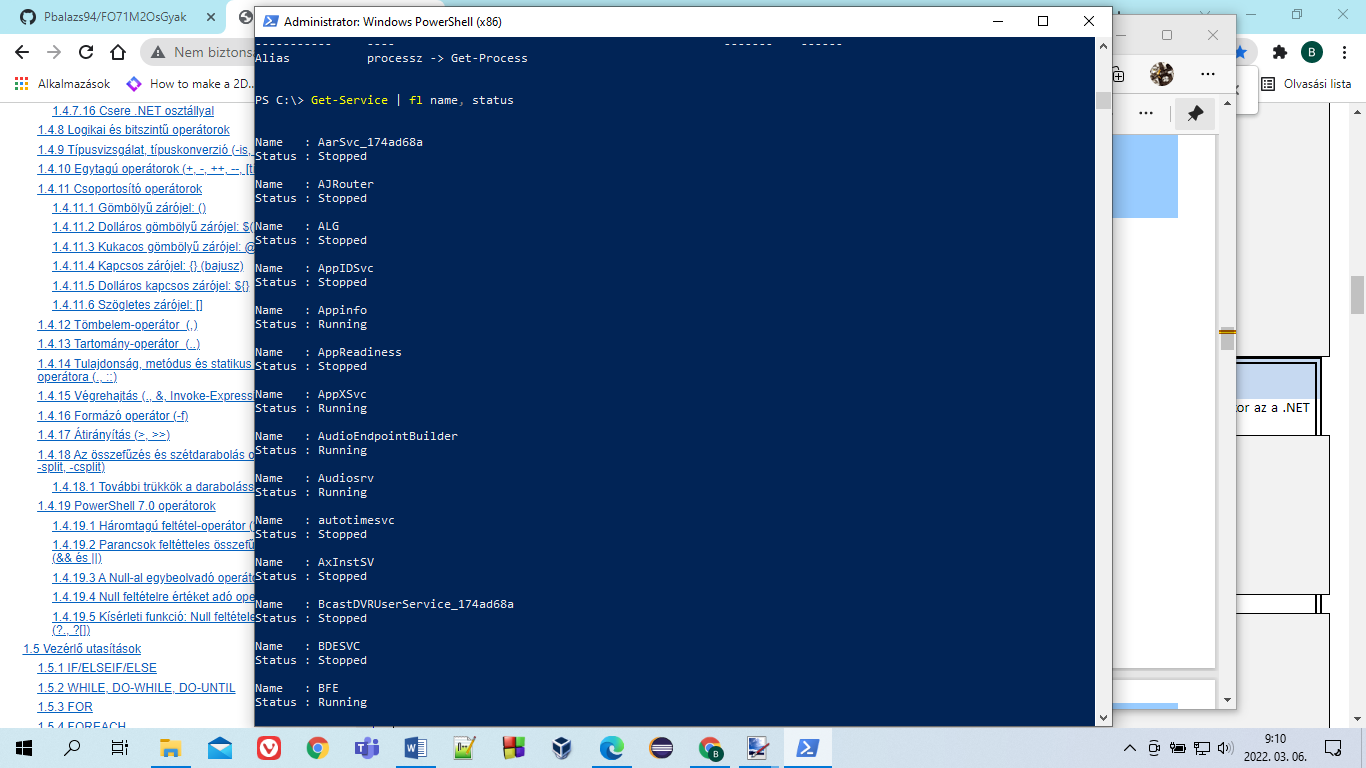 Pbalazs94/FO71M2OsGyak
Administrator: Windows PowerShell (x86)
Nem biztons
B
Alkalmazások
How to make a 2D...
Olvasási lista
1.4.7.16 Csere .NET osztállyal
1.4.8 Logikai és bitszintű operátorok
1.4.9 Típusvizsgálat, típuskonverzió (-is,
1.4.10 Egytagú operátorok (+, -, ++, --, [t
1.4.11 Csoportosító operátorok
1.4.11.1 Gömbölyű zárójel: ()
1.4.11.2 Dolláros gömbölyű zárójel: $(
1.4.11.3 Kukacos gömbölyű zárójel: @
1.4.11.4 Kapcsos zárójel: {} (bajusz)
1.4.11.5 Dolláros kapcsos zárójel: ${}
1.4.11.6 Szögletes zárójel: []
1.4.12 Tömbelem-operátor (,)
1.4.13 Tartomány-operátor (..)
1.4.14 Tulajdonság, metódus és statikus
operátora (., ::)
1.4.15 Végrehajtás (., &, Invoke-Express
1.4.16 Formázó operátor (-f)
1.4.17 Átirányítás (>, >>)
1.4.18 Az összefűzés és szétdarabolás o
-split, -csplit)
1.4.18.1 További trükkök a daraboláss
1.4.19 PowerShell 7.0 operátorok
1.4.19.1 Háromtagú feltétel-operátor (
1.4.19.2 Parancsok feltétteles összefű
(&& és ||)
1.4.19.3 A Null-al egybeolvadó operáto
1.4.19.4 Null feltételre értéket adó ope
1.4.19.5 Kísérleti funkció: Null feltétele
(?., ?[])
1.5 Vezérlő utasítások
1.5.1 IF/ELSEIF/ELSE
1.5.2 WHILE, DO-WHILE, DO-UNTIL
1.5.3 FOR
1.5.4 FOREACH
----------- ---- ------- ------
Alias processz -> Get-Process
PS C:\> Get-Service | fl name, status
Name : AarSvc_174ad68a
Status : Stopped
Name : AJRouter
Status : Stopped
Name : ALG
Status : Stopped
Name : AppIDSvc
Status : Stopped
Name : Appinfo
Status : Running
Name : AppReadiness
Status : Stopped
Name : AppXSvc
Status : Running
Name : AudioEndpointBuilder
Status : Running
Name : Audiosrv
Status : Running
Name : autotimesvc
Status : Stopped
Name : AxInstSV
Status : Stopped
Name : BcastDVRUserService_174ad68a
Status : Stopped
Name : BDESVC
Status : Stopped
Name : BFE
Status : Running
or az a .NET
9:10
2022. 03. 06.